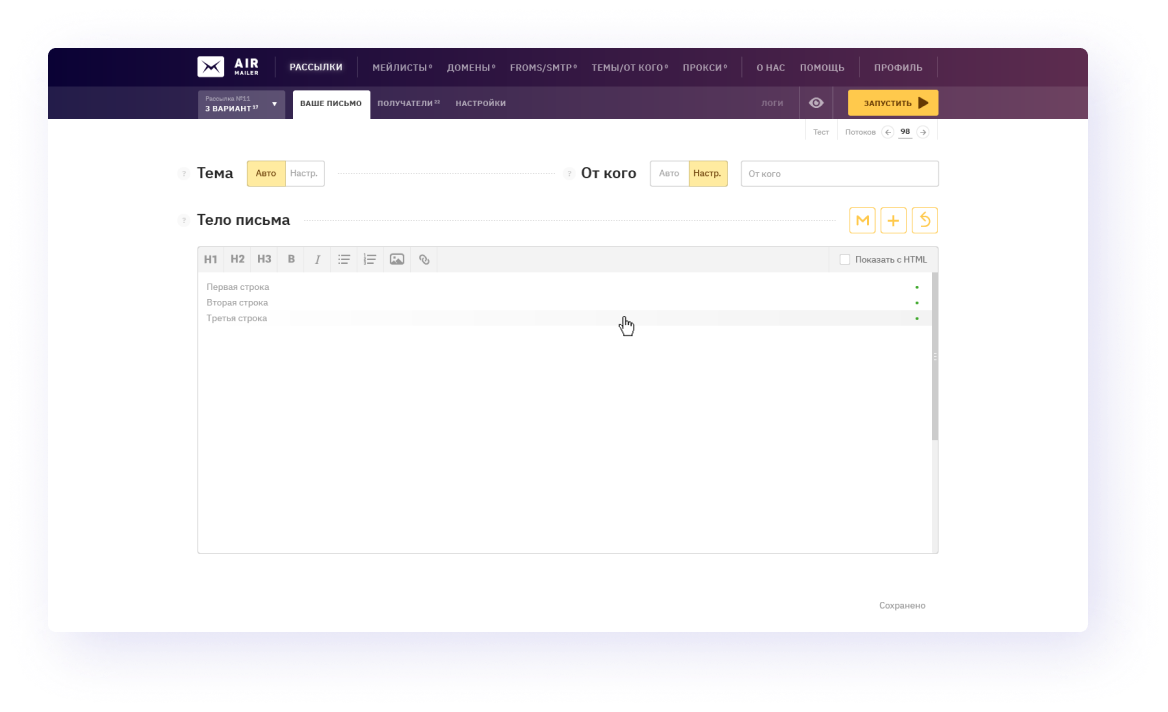 AIR
MAILER
РАССЫЛКИ МЕЙЛИСТЫ⁰ ДОМЕНЫ⁰ FROMS/SMTP⁰ ТЕМЫ/ОТ КОГО⁰ ПРОКСИ⁰ О НАС ПОМОЩЬ ПРОФИЛЬ
Рассылка №11
3 ВАРИАНТ¹⁷ ▼ ВАШЕ ПИСЬМО ПОЛУЧАТЕЛИ²² НАСТРОЙКИ ЛОГИ ЗАПУСТИТЬ
Тест Потоков 98
? Тема Авто Настр. ? От кого Авто Настр. От кого
? Тело письма
H1 H2 H3 B I Показать с HTML
Первая строка
Вторая строка
Третья строка
Сохранено